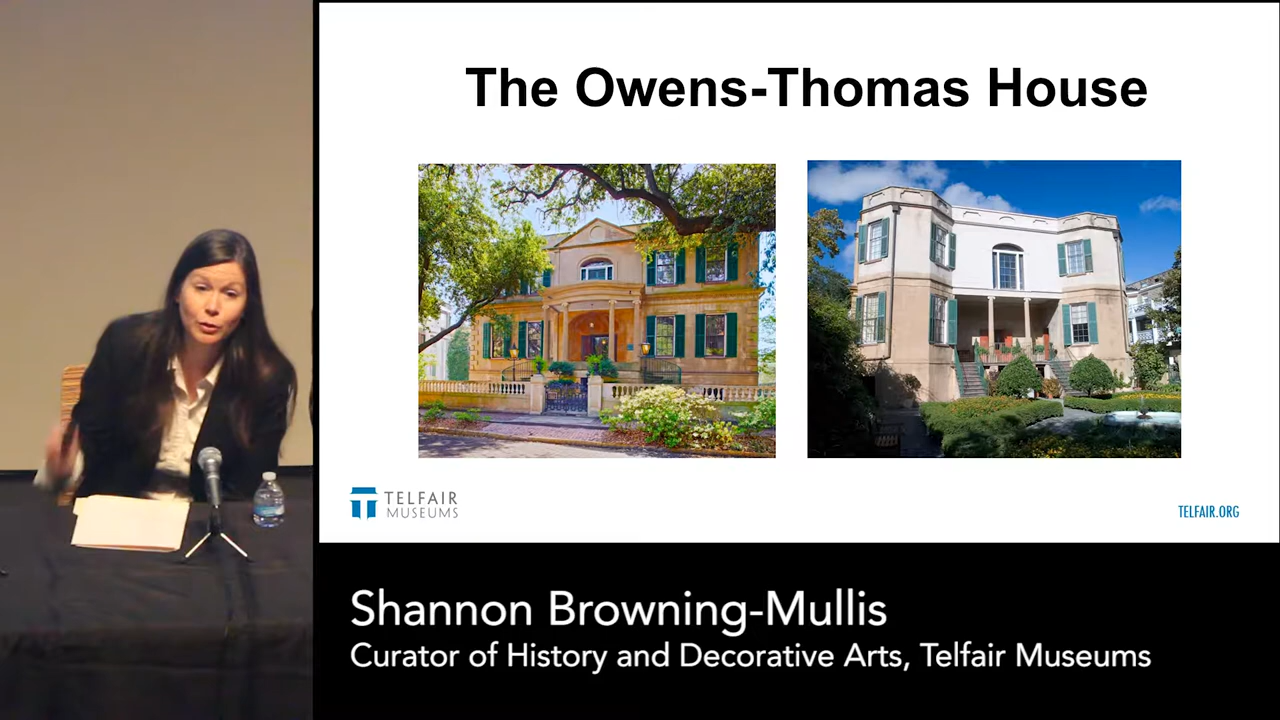 The Owens-Thomas House
TELFAIR
MUSEUMS
TELFAIR.ORG
Shannon Browning-Mullis
Curator of History and Decorative Arts, Telfair Museums